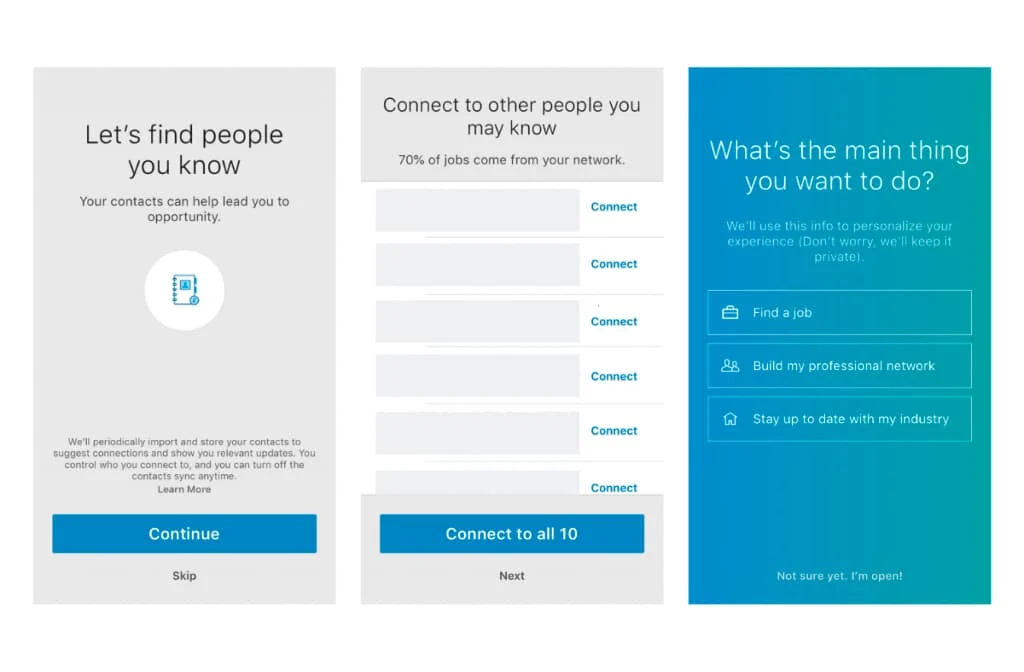 Let's find people
you know
Your contacts can help lead you to
opportunity.
We'll periodically import and store your contacts to
suggest connections and show you relevant updates. You
control who you connect to, and you can turn off the
contacts sync anytime.
Learn More
Continue
Skip
Connect to other people you
may know
70% of jobs come from your network.
Connect
Connect
Connect
Connect
Connect
Connect
Connect to all 10
Next
What's the main thing
you want to do?
We'll use this info to personalize your
experience (Don't worry, we'll keep it
private).
Find a job
Build my professional network
Stay up to date with my industry
Not sure yet. I'm open!